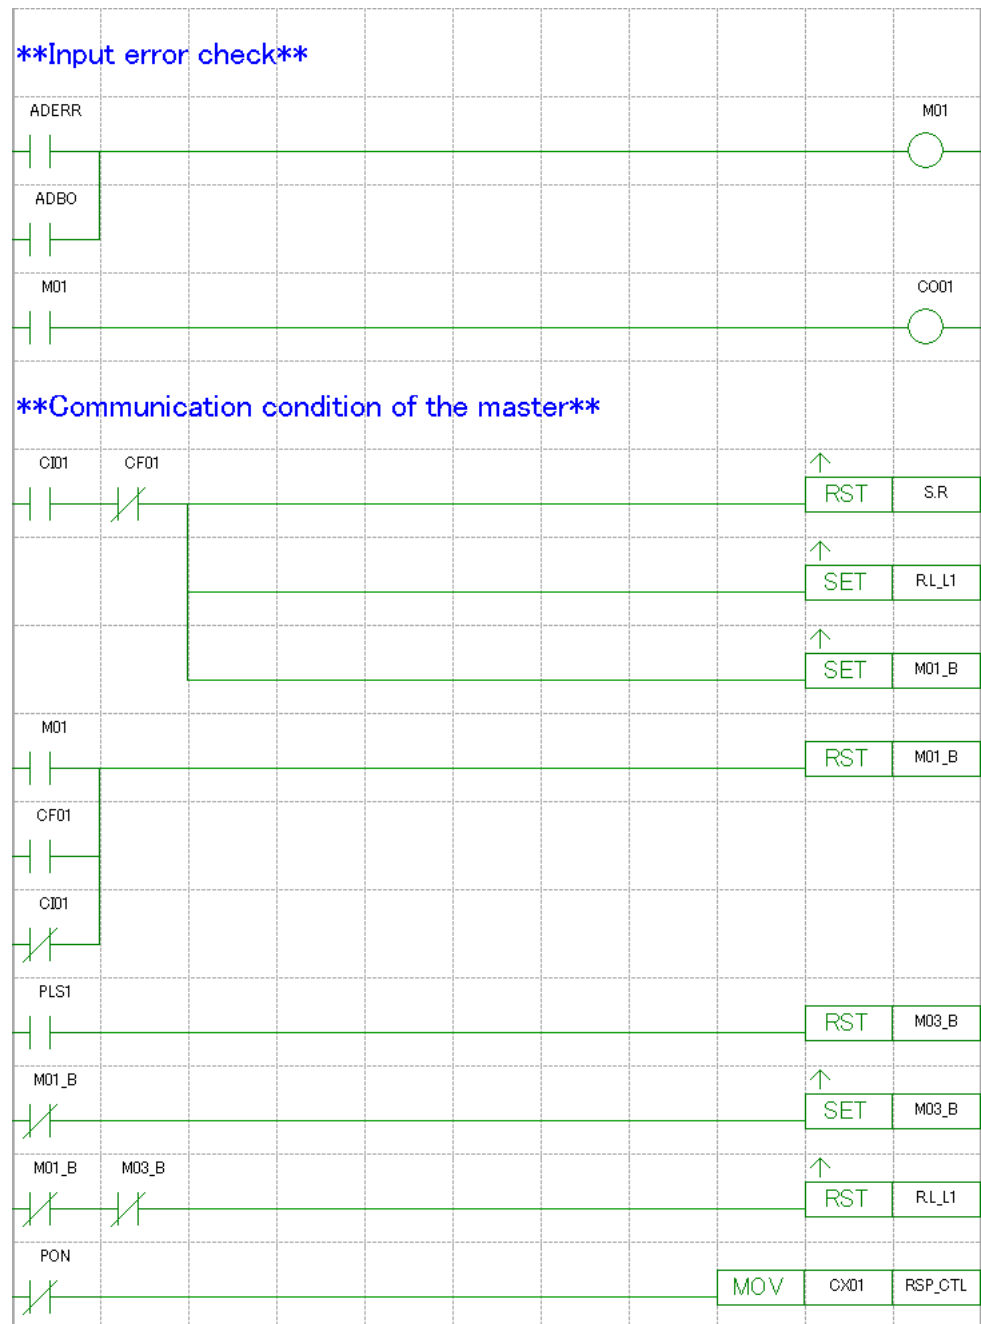 **Input error check**
ADERR M01
ADBO
M01 CO01
**Communication condition of the master**
CI01 CF01 RST S.R
SET R.L_L1
SET M01_B
M01 RST M01_B
CF01
CI01
PLS1 RST M03_B
M01_B SET M03_B
M01_B M03_B RST R.L_L1
PON MOV CX01 RSP_CTL